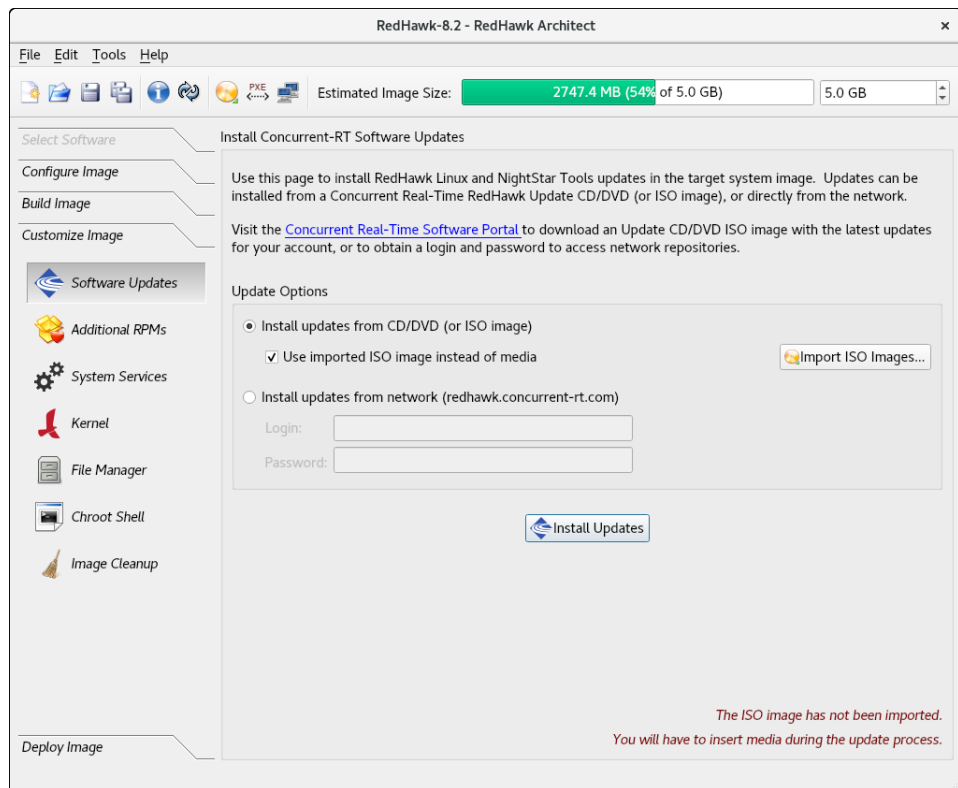 RedHawk-8.2 - RedHawk Architect
File Edit Tools Help
PXE
Estimated Image Size:
2747.4 MB (54% of 5.0 GB)
5.0 GB
Select Software
Configure Image
Build Image
Customize Image
Software Updates
Additional RPMs
System Services
Kernel
File Manager
Chroot Shell
Image Cleanup
Deploy Image
Install Concurrent-RT Software Updates
Use this page to install RedHawk Linux and NightStar Tools updates in the target system image. Updates can be
installed from a Concurrent Real-Time RedHawk Update CD/DVD (or ISO image), or directly from the network.
Visit the Concurrent Real-Time Software Portal to download an Update CD/DVD ISO image with the latest updates
for your account, or to obtain a login and password to access network repositories.
Update Options
Install updates from CD/DVD (or ISO image)
Use imported ISO image instead of media
Import ISO Images...
Install updates from network (redhawk.concurrent-rt.com)
Login:
Password:
Install Updates
The ISO image has not been imported.
You will have to insert media during the update process.